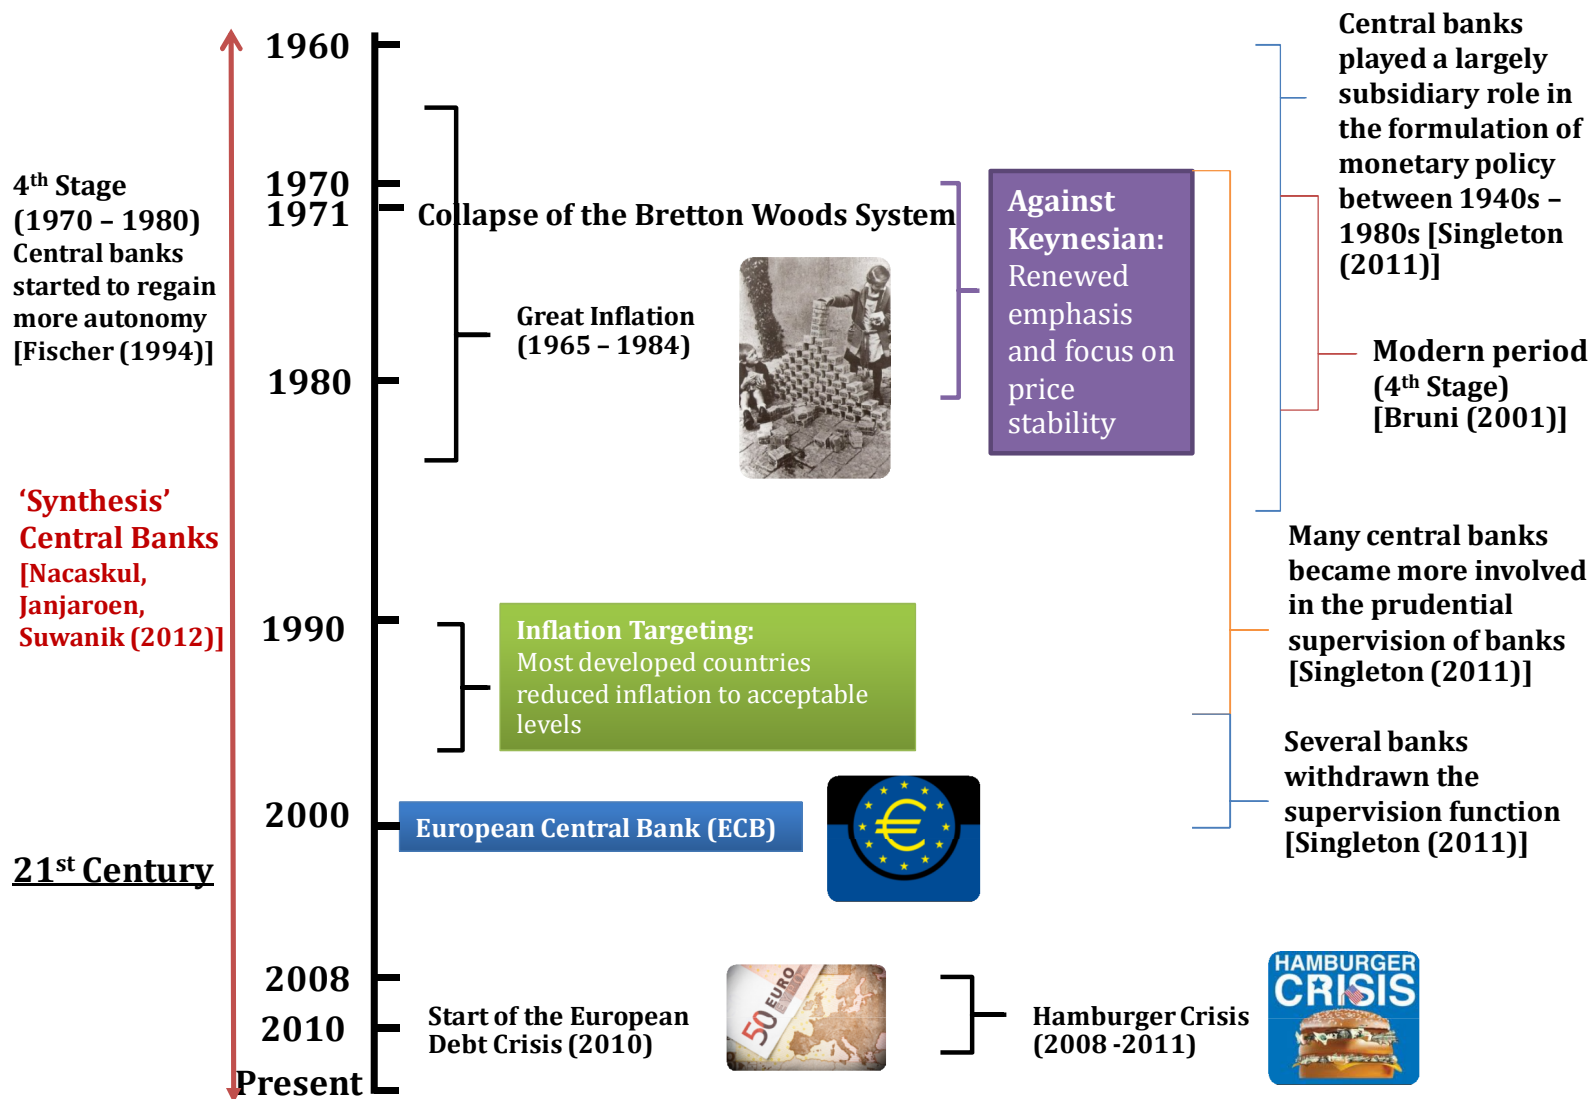 1960
1970
1971
1980
1990
2000
2008
2010
Present
4th Stage
(1970 – 1980)
Central banks
started to regain
more autonomy
[Fischer (1994)]
‘Synthesis’
Central Banks
[Nacaskul,
Janjaroen,
Suwanik (2012)]
21st Century
Collapse of the Bretton Woods System
Great Inflation
(1965 – 1984)
Against
Keynesian:
Renewed
emphasis
and focus on
price
stability
Central banks
played a largely
subsidiary role in
the formulation of
monetary policy
between 1940s –
1980s [Singleton
(2011)]
Modern period
(4th Stage)
[Bruni (2001)]
Many central banks
became more involved
in the prudential
supervision of banks
[Singleton (2011)]
Inflation Targeting:
Most developed countries
reduced inflation to acceptable
levels
Several banks
withdrawn the
supervision function
[Singleton (2011)]
European Central Bank (ECB)
€
Start of the European
Debt Crisis (2010)
50 EURO
Hamburger Crisis
(2008 -2011)
HAMBURGER
CRISIS